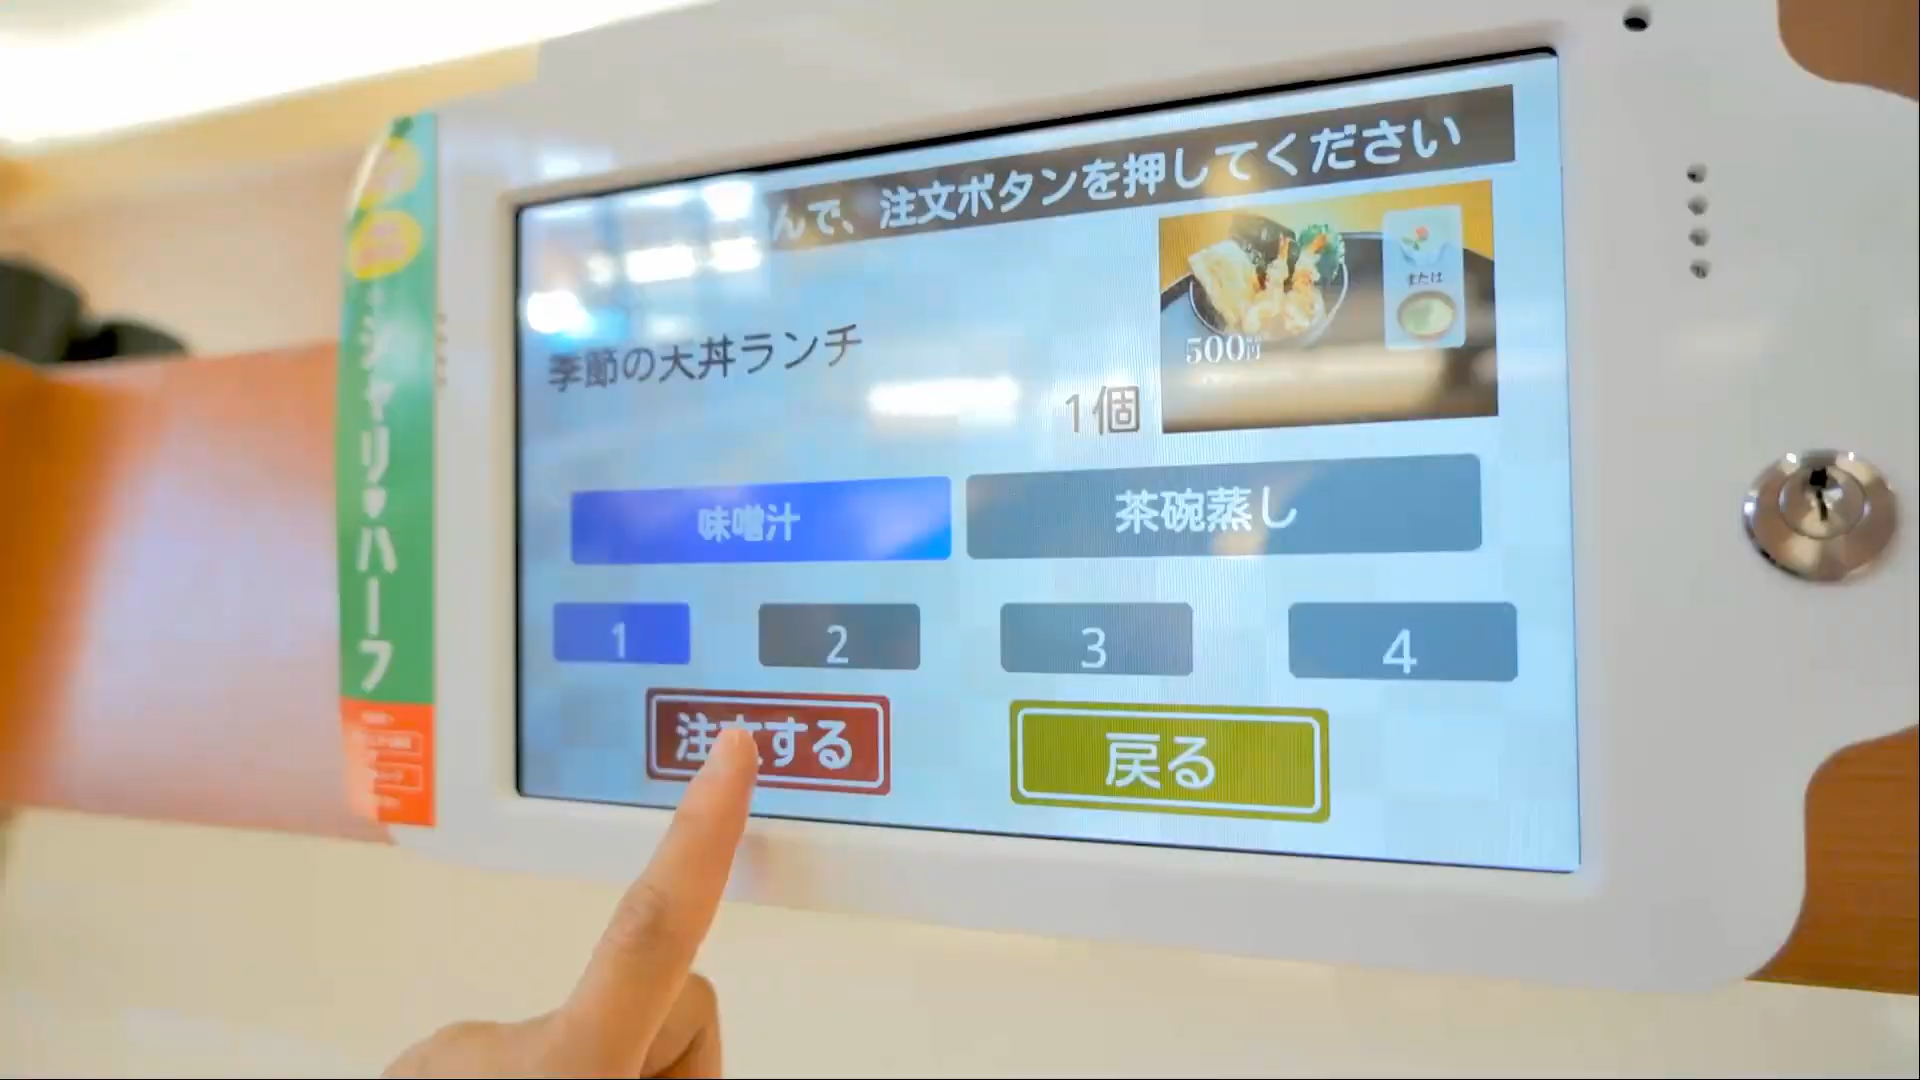 んで、注文ボタンを押してください
季節の大丼ランチ
1個
500円
または
味噌汁
茶碗蒸し
1
2
3
4
注文する
戻る
シャリ♥ハーフ